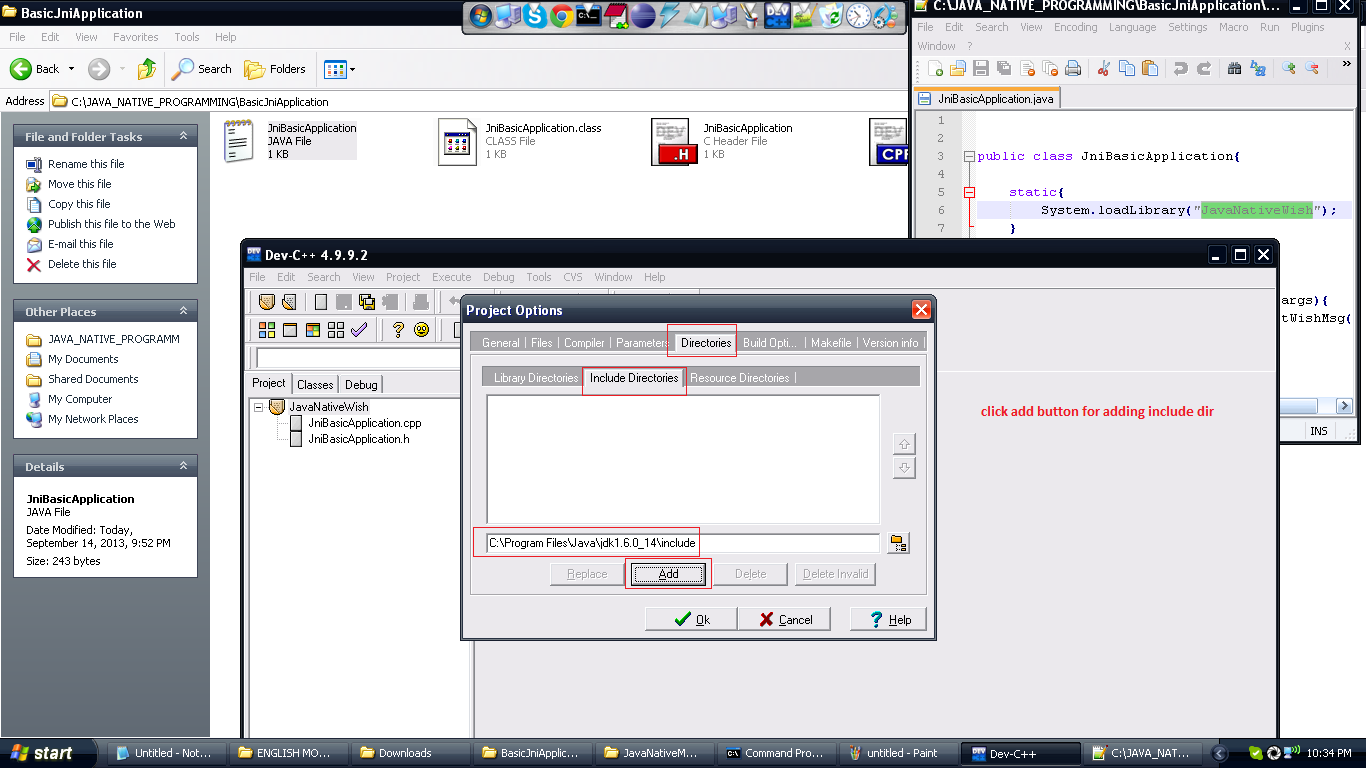 BasicJniApplication
File Edit View Favorites Tools Help
Back Search Folders
Address C:\JAVA_NATIVE_PROGRAMMING\BasicJniApplication
File and Folder Tasks
Rename this file
Move this file
Copy this file
Publish this file to the Web
E-mail this file
Delete this file
Other Places
JAVA_NATIVE_PROGRAMM
My Documents
Shared Documents
My Computer
My Network Places
Details
JniBasicApplication
JAVA File
Date Modified: Today,
September 14, 2013, 9:52 PM
Size: 243 bytes
JniBasicApplication
JAVA File
1 KB
JniBasicApplication.class
CLASS File
1 KB
DEV
.H
JniBasicApplication
C Header File
1 KB
DEV
CPP
C:\JAVA_NATIVE_PROGRAMMING\BasicJniApplication\...
File Edit Search View Encoding Language Settings Macro Run Plugins
Window ? X
JniBasicApplication.java
1
2
3 public class JniBasicApplication{
4
5 static{
6 System.loadLibrary("JavaNativeWish");
7 }
args){
tWishMsg(
INS
Dev-C++ 4.9.9.2
File Edit Search View Project Execute Debug Tools CVS Window Help
Project Classes Debug
JavaNativeWish
JniBasicApplication.cpp
JniBasicApplication.h
Project Options
General Files Compiler Parameters Directories Build Opti... Makefile Version info
Library Directories Include Directories Resource Directories
C:\Program Files\Java\jdk1.6.0_14\include
Replace Add Delete Delete Invalid
Ok Cancel Help
click add button for adding include dir
start Untitled - Not... ENGLISH MO... Downloads BasicJniApplic... JavaNativeM... Command Pro... untitled - Paint Dev-C++ C:\JAVA_NAT... 10:34 PM